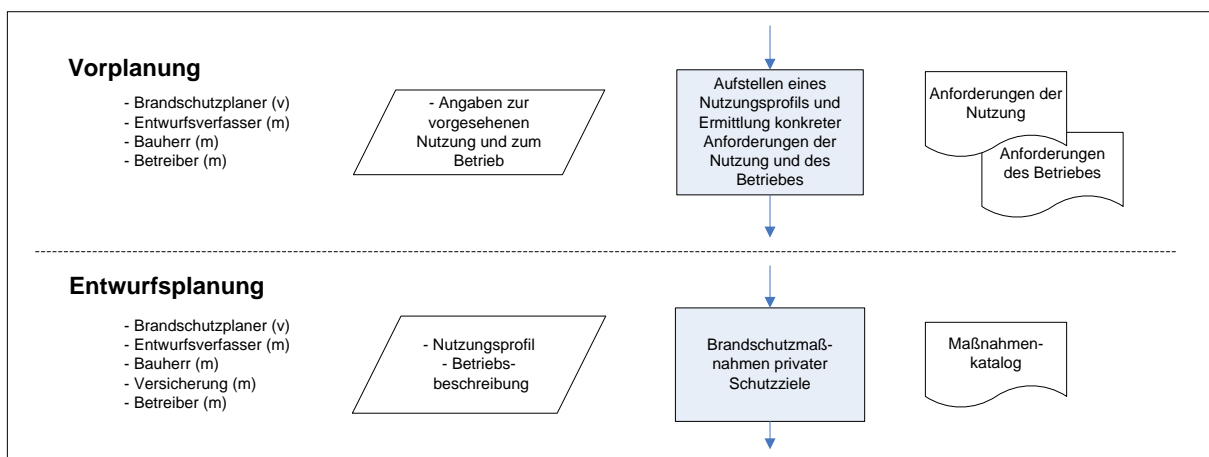 Vorplanung
- Brandschutzplaner (v)
- Entwurfsverfasser (m)
- Bauherr (m)
- Betreiber (m)
- Angaben zur
vorgesehenen
Nutzung und zum
Betrieb
Aufstellen eines
Nutzungsprofils und
Ermittlung konkreter
Anforderungen der
Nutzung und des
Betriebes
Anforderungen der
Nutzung
Anforderungen
des Betriebes
Entwurfsplanung
- Brandschutzplaner (v)
- Entwurfsverfasser (m)
- Bauherr (m)
- Versicherung (m)
- Betreiber (m)
- Nutzungsprofil
- Betriebs-
beschreibung
Brandschutzmaß-
nahmen privater
Schutzziele
Maßnahmen-
katalog